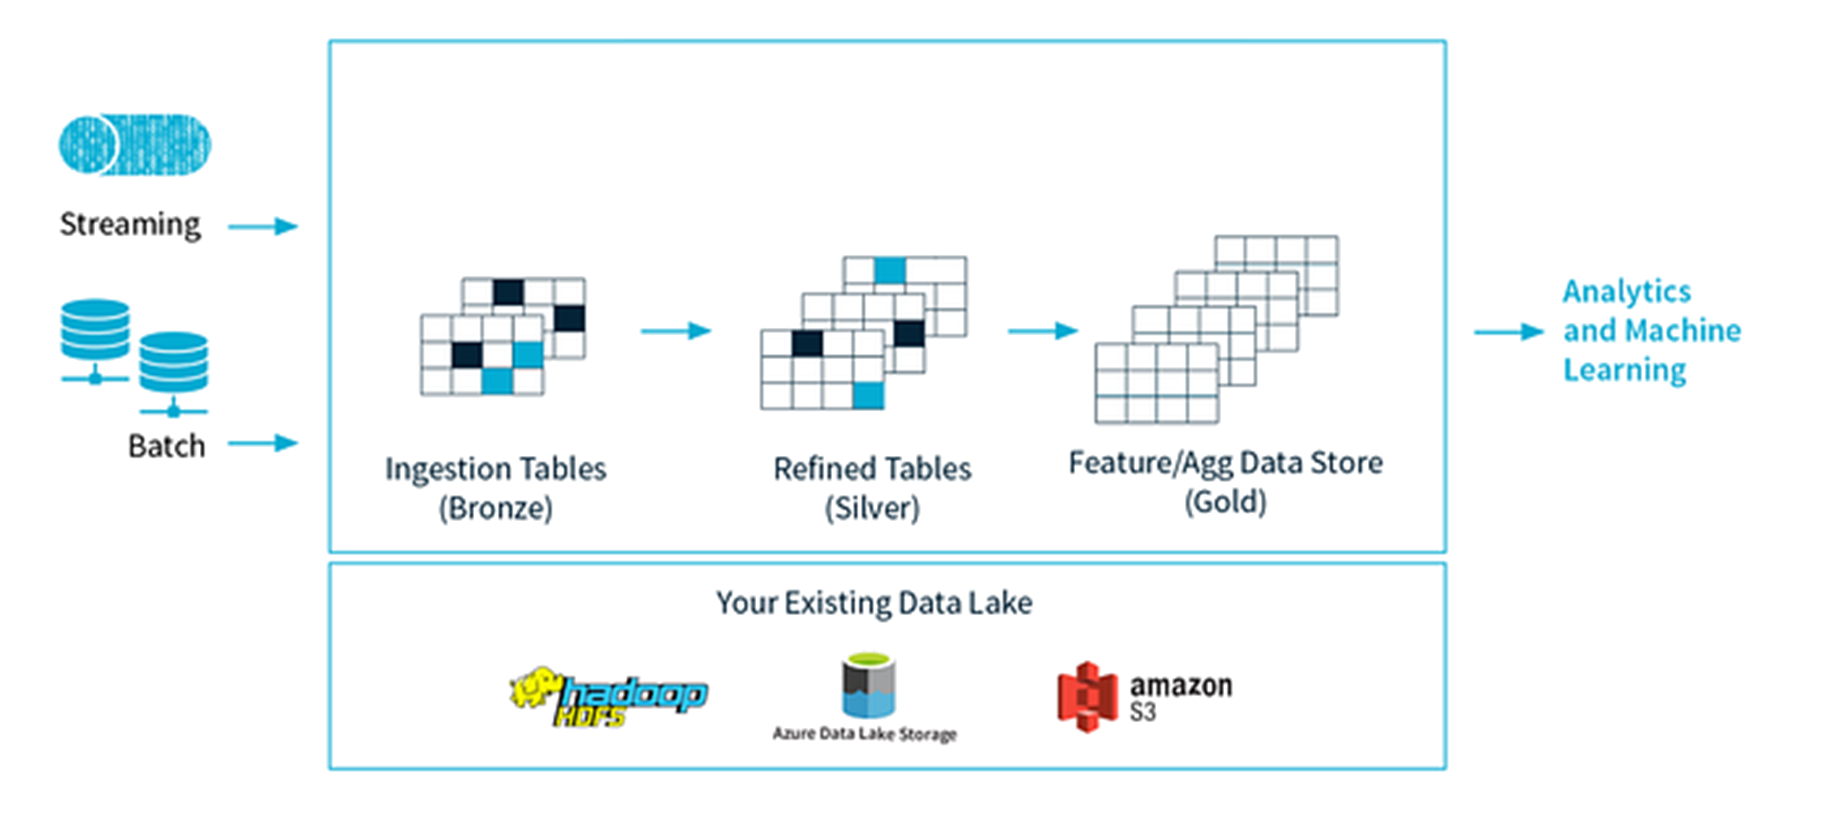 Streaming
Batch
Ingestion Tables
(Bronze)
Refined Tables
(Silver)
Feature/Agg Data Store
(Gold)
Analytics
and Machine
Learning
Your Existing Data Lake
hadoop
HDFS
Azure Data Lake Storage
amazon
S3